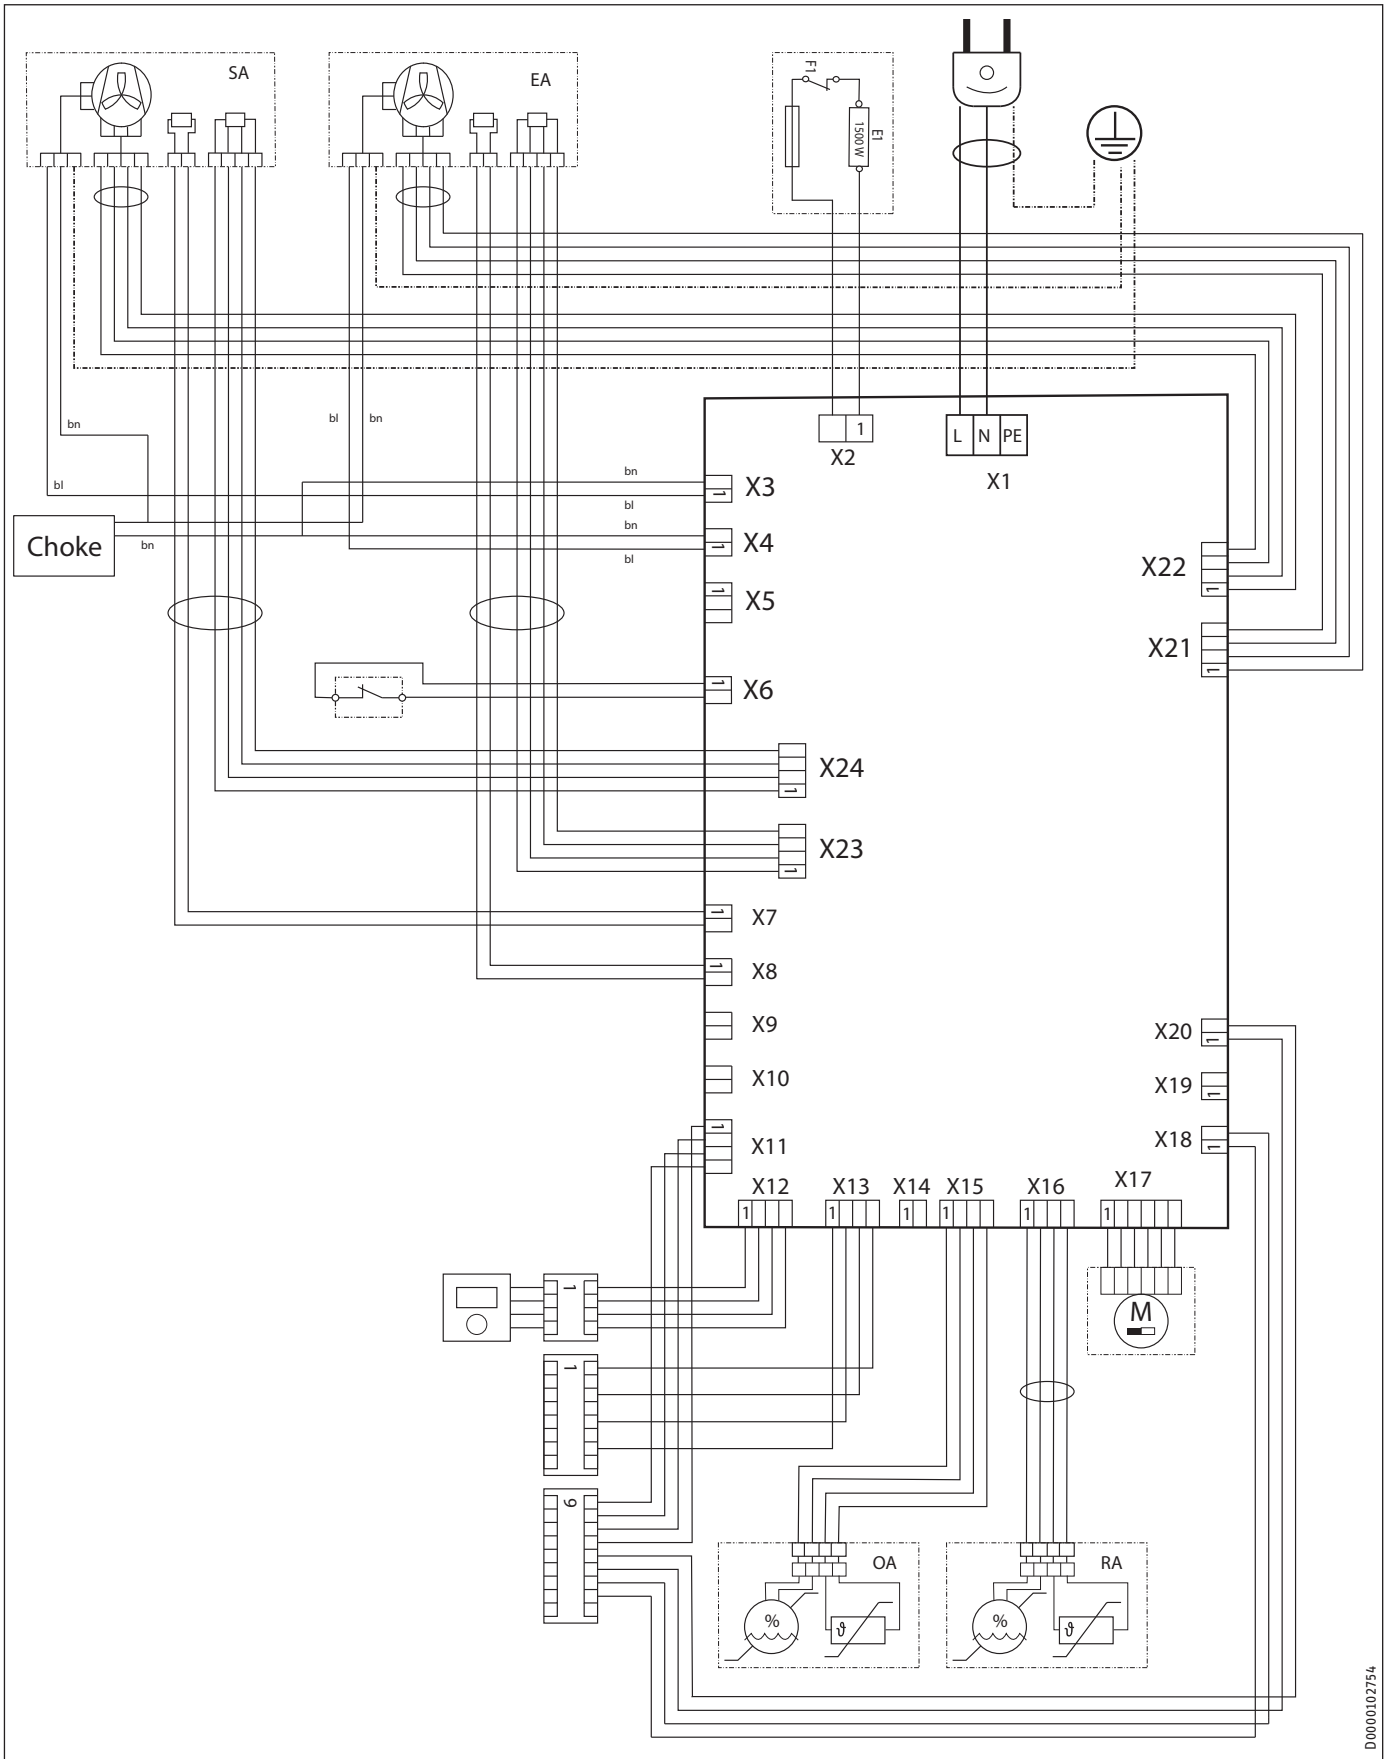 SA
EA
F1
E1
1500 W
bn
bl
bn
bl
bn
bl
bn
bl
bn
Choke
1
X2
L N PE
X1
1 X3
1 X4
1 X5
1 X6
X22 1
X21 1
X24 1
X23 1
1 X7
1 X8
X9
X10
1 X11
X20 1
X19 1
X18 1
X12 X13 X14 X15 X16 X17
1 1 1 1 1 1
1
M
1
9
OA
RA
% ϑ
% ϑ
D0000102754